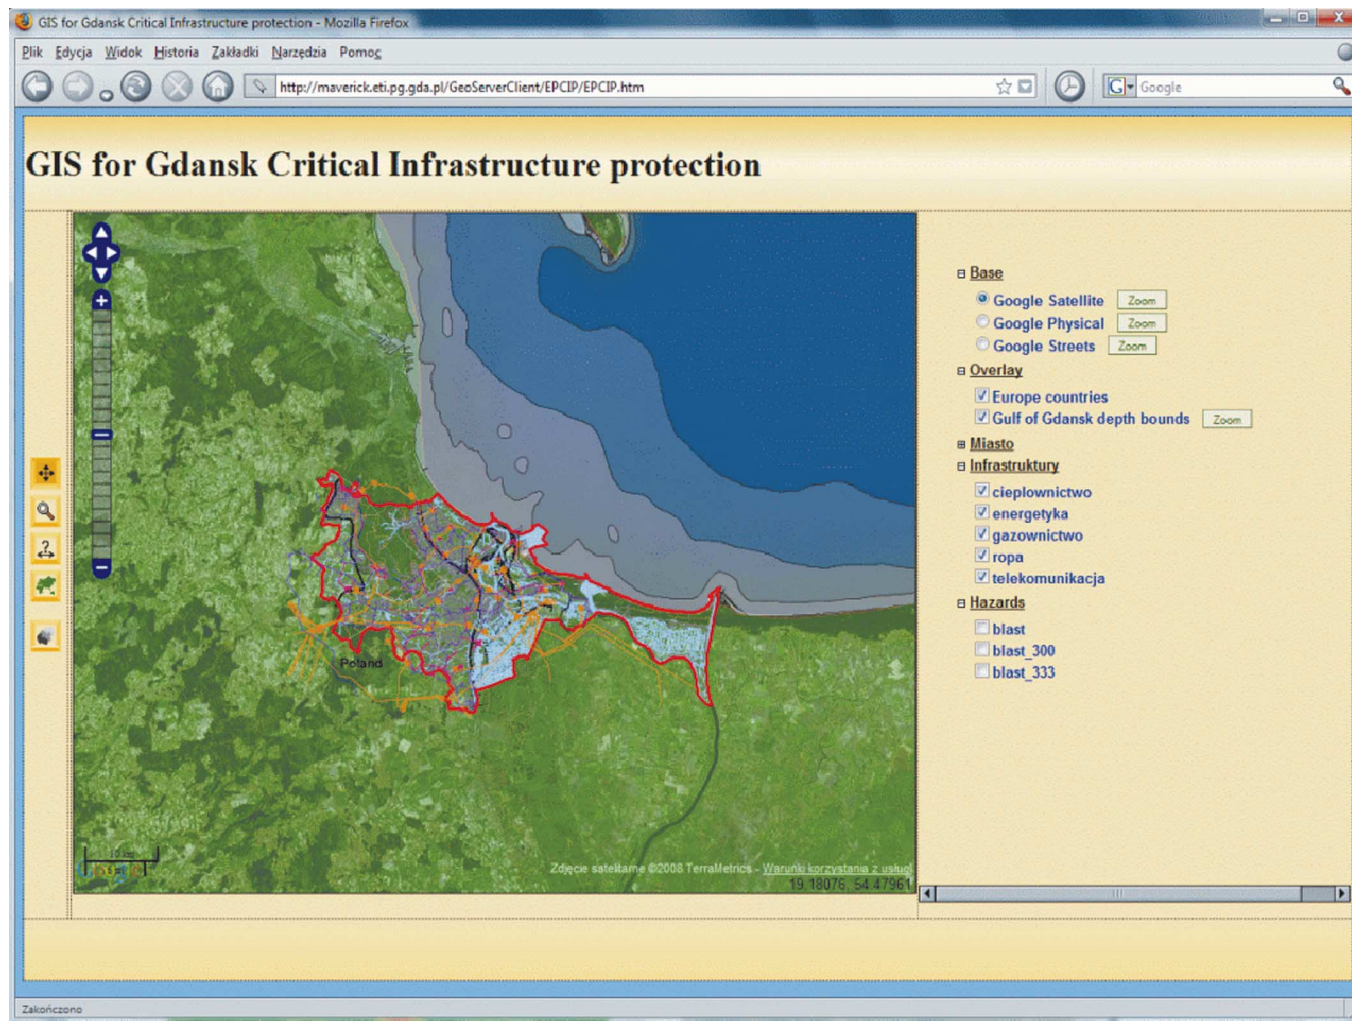 GIS for Gdansk Critical Infrastructure protection - Mozilla Firefox
Plik Edycja Widok Historia Zakładki Narzędzia Pomoc
http://maverick.eti.pg.gda.pl/GeoServerClient/EPCIP/EPCIP.htm
G Google
GIS for Gdansk Critical Infrastructure protection
Base
Google Satellite Zoom
Google Physical Zoom
Google Streets Zoom
Overlay
Europe countries
Gulf of Gdansk depth bounds Zoom
Miasto
Infrastruktury
ciepłownictwo
energetyka
gazownictwo
ropa
telekomunikacja
Hazards
blast
blast_300
blast_333
Poland
10 km
Zdjęcie satelitarne ©2008 TerraMetrics - Warunki korzystania z usługi
19.18076, 54.47961
Zakończono